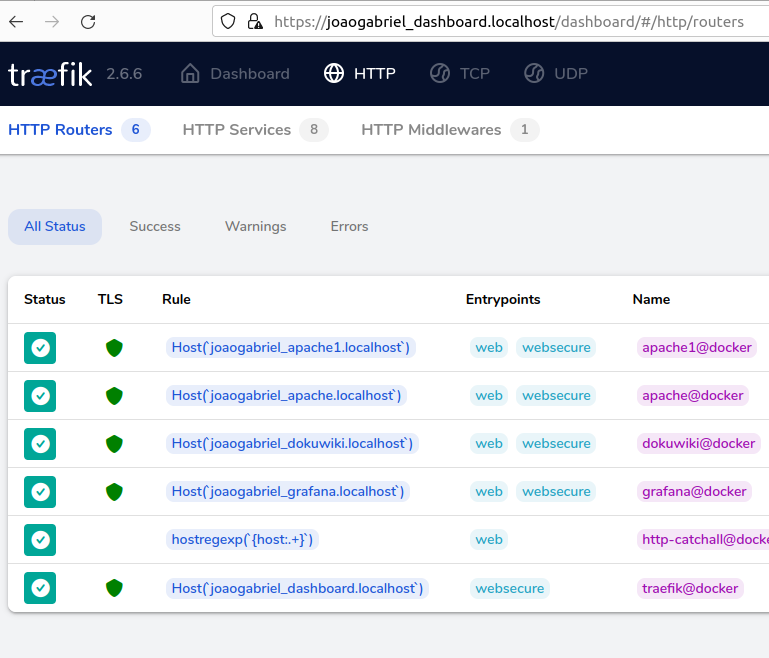 https://joaogabriel_dashboard.localhost/dashboard/#/http/routers
træfik 2.6.6 Dashboard HTTP TCP UDP
HTTP Routers 6 HTTP Services 8 HTTP Middlewares 1
All Status Success Warnings Errors
Status TLS Rule Entrypoints Name
Host(`joaogabriel_apache1.localhost`) web websecure apache1@docker
Host(`joaogabriel_apache.localhost`) web websecure apache@docker
Host(`joaogabriel_dokuwiki.localhost`) web websecure dokuwiki@docker
Host(`joaogabriel_grafana.localhost`) web websecure grafana@docker
hostregexp(`{host:.+}`) web http-catchall@docke
Host(`joaogabriel_dashboard.localhost`) websecure traefik@docker